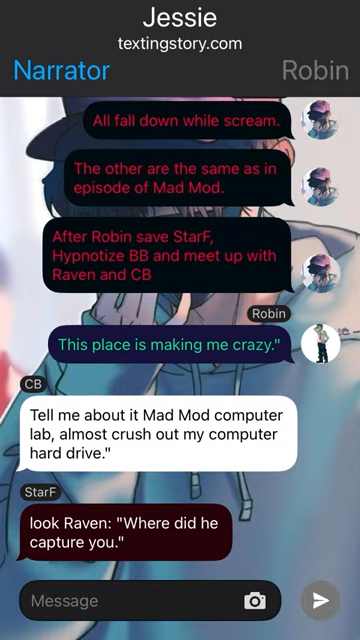 Jessie
textingstory.com
Narrator
Robin
All fall down while scream.
The other are the same as in
episode of Mad Mod.
After Robin save StarF,
Hypnotize BB and meet up with
Raven and CB
Robin
This place is making me crazy."
CB
Tell me about it Mad Mod computer
lab, almost crush out my computer
hard drive."
StarF
look Raven: "Where did he
capture you."
Message